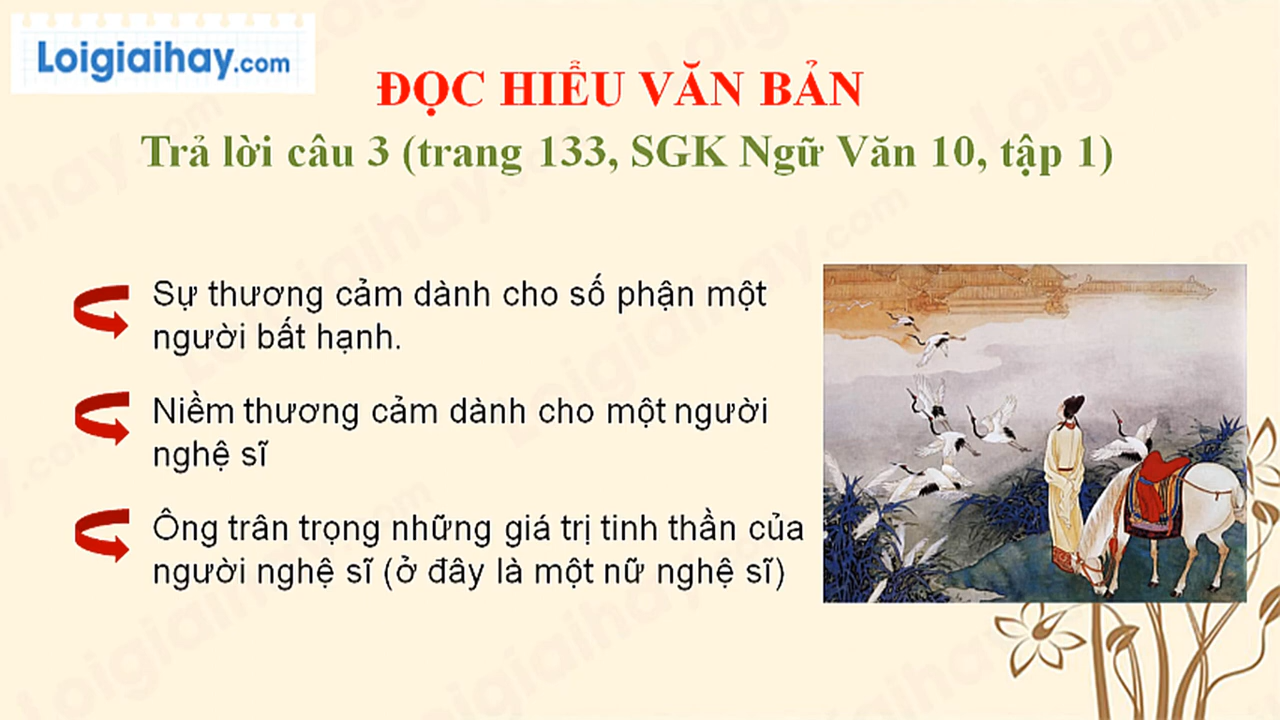 Loigiaihay.com
ĐỌC HIỂU VĂN BẢN
Trả lời câu 3 (trang 133, SGK Ngữ Văn 10, tập 1)
Sự thương cảm dành cho số phận một
người bất hạnh.
Niềm thương cảm dành cho một người
nghệ sĩ
Ông trân trọng những giá trị tinh thần của
người nghệ sĩ (ở đây là một nữ nghệ sĩ)